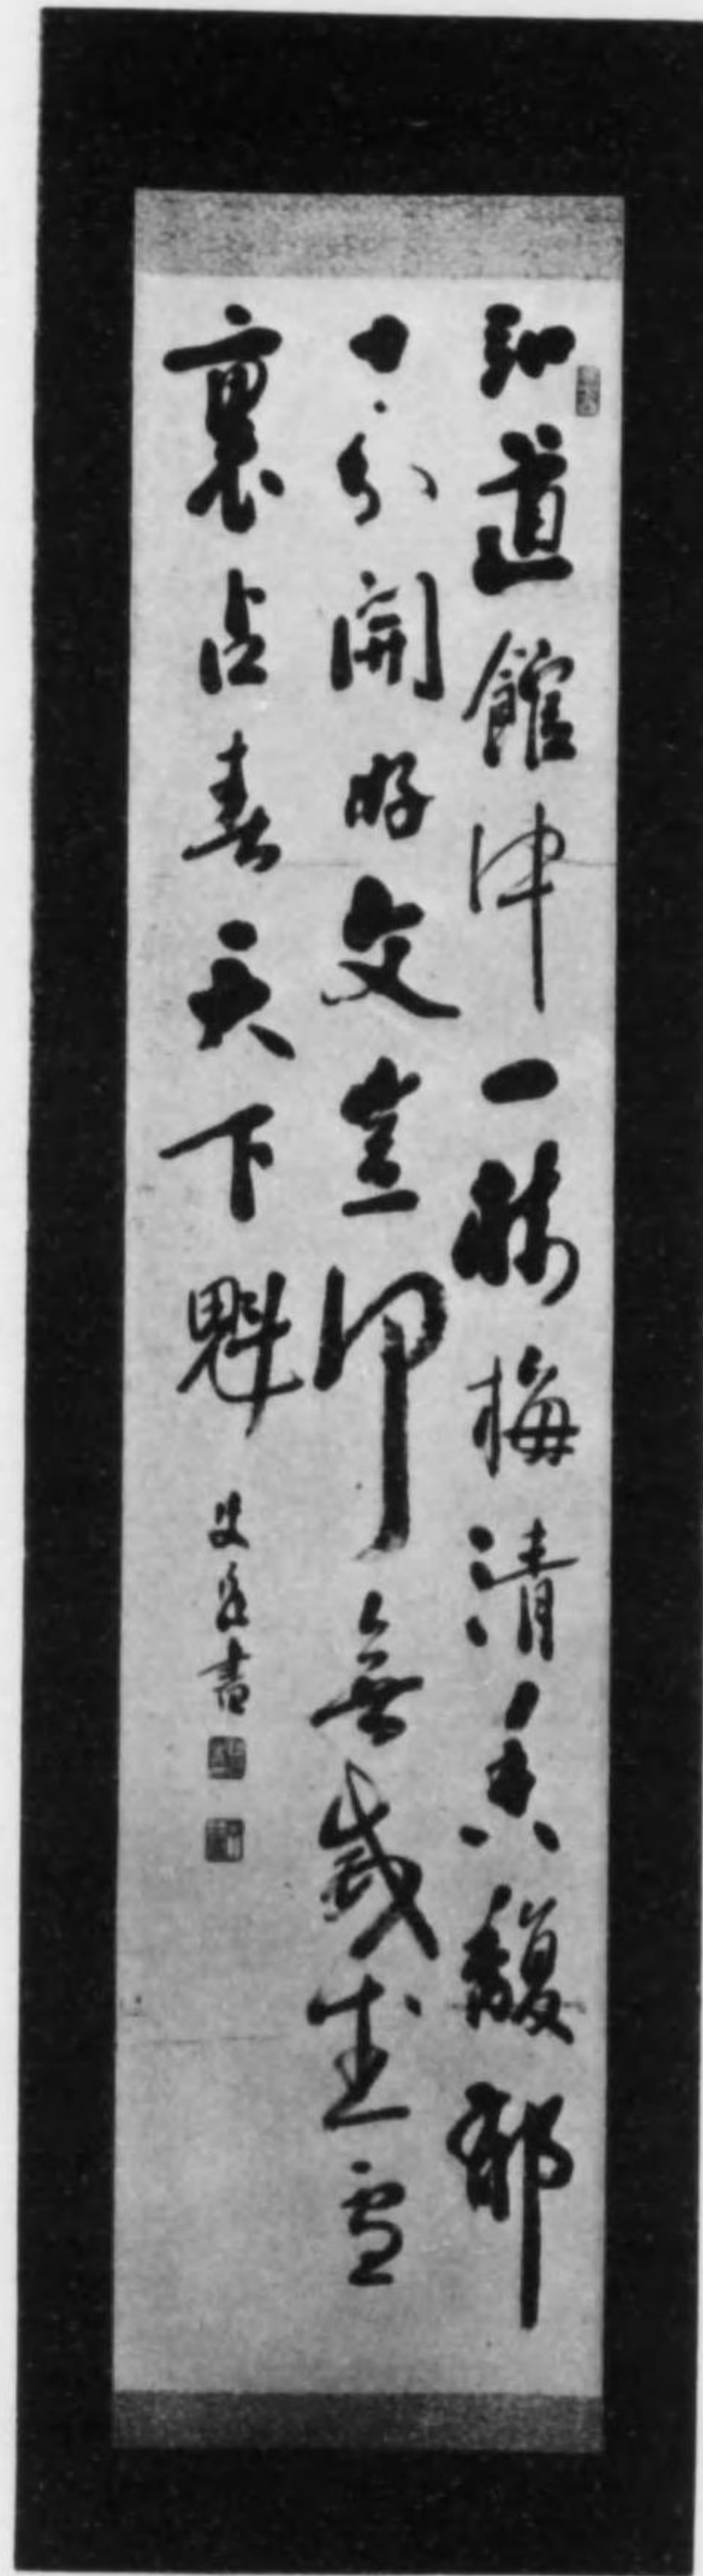 弘道館中一樹梅清香馥郁
十分開好文豈謂無威武雪
裏占春天下魁
書